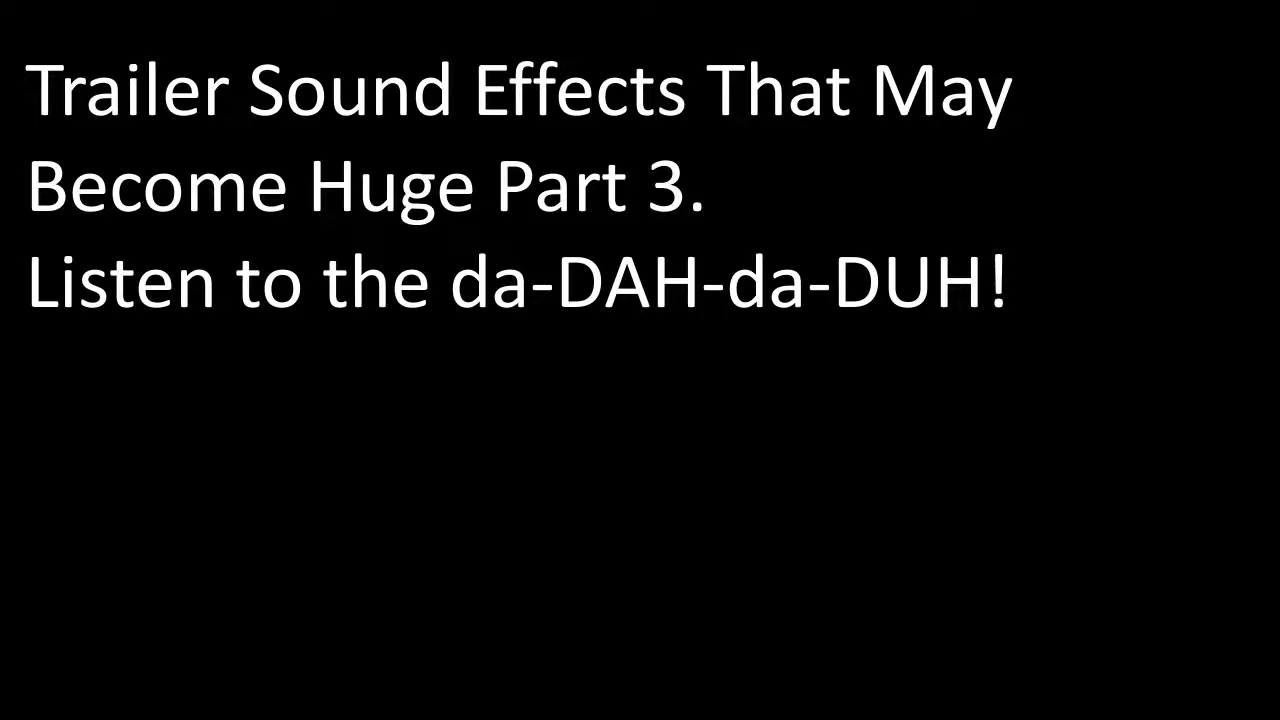 Trailer Sound Effects That May
Become Huge Part 3.
Listen to the da-DAH-da-DUH!